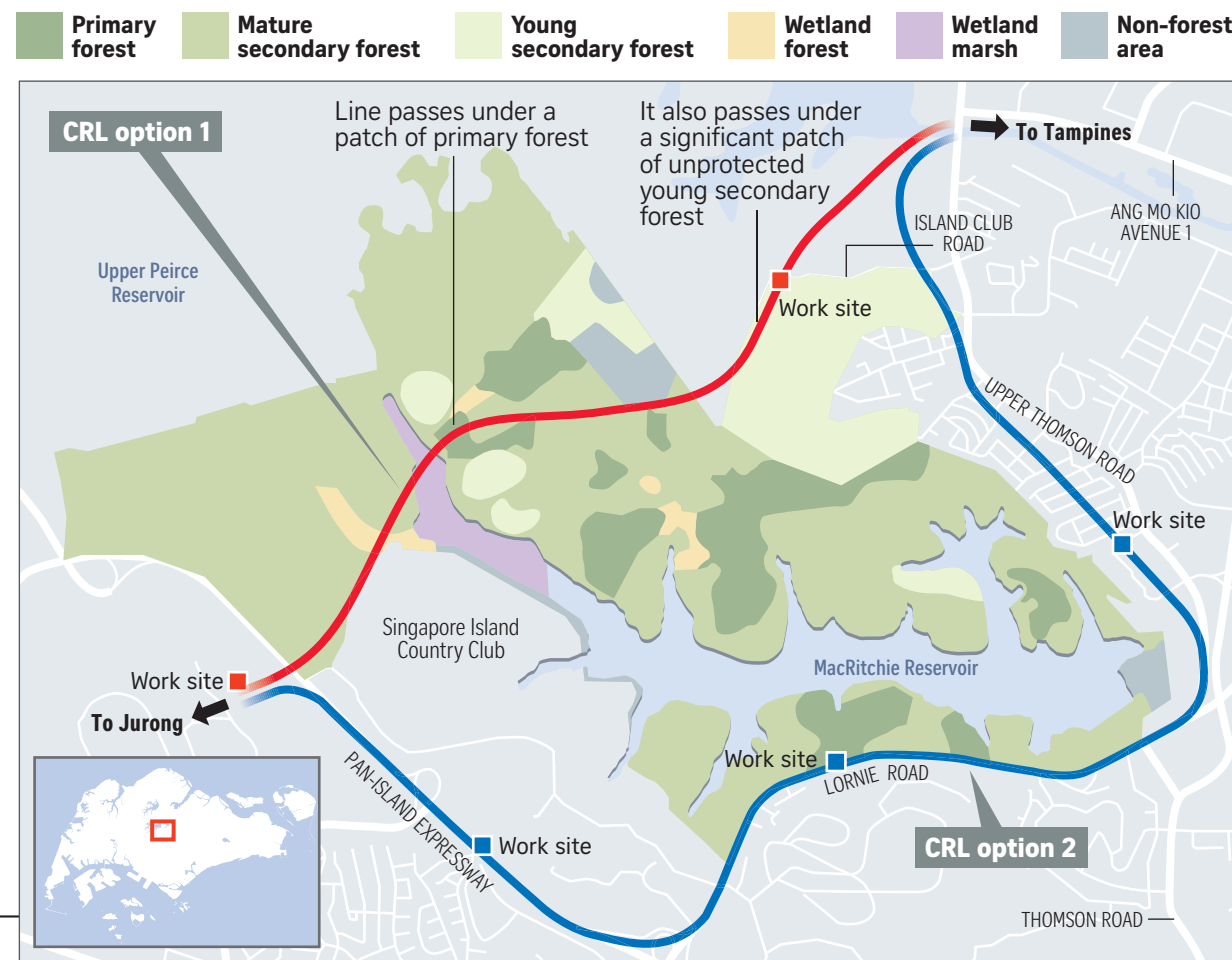 Primary
forest
Mature
secondary forest
Young
secondary forest
Wetland
forest
Wetland
marsh
Non-forest
area
CRL option 1
Line passes under a
patch of primary forest
It also passes under
a significant patch
of unprotected
young secondary
forest
To Tampines
ANG MO KIO
AVENUE 1
ISLAND CLUB
ROAD
Upper Peirce
Reservoir
Work site
UPPER THOMSON ROAD
Work site
Singapore Island
Country Club
MacRitchie Reservoir
Work site
To Jurong
Work site
LORNIE ROAD
PAN-ISLAND EXPRESSWAY
Work site
CRL option 2
THOMSON ROAD